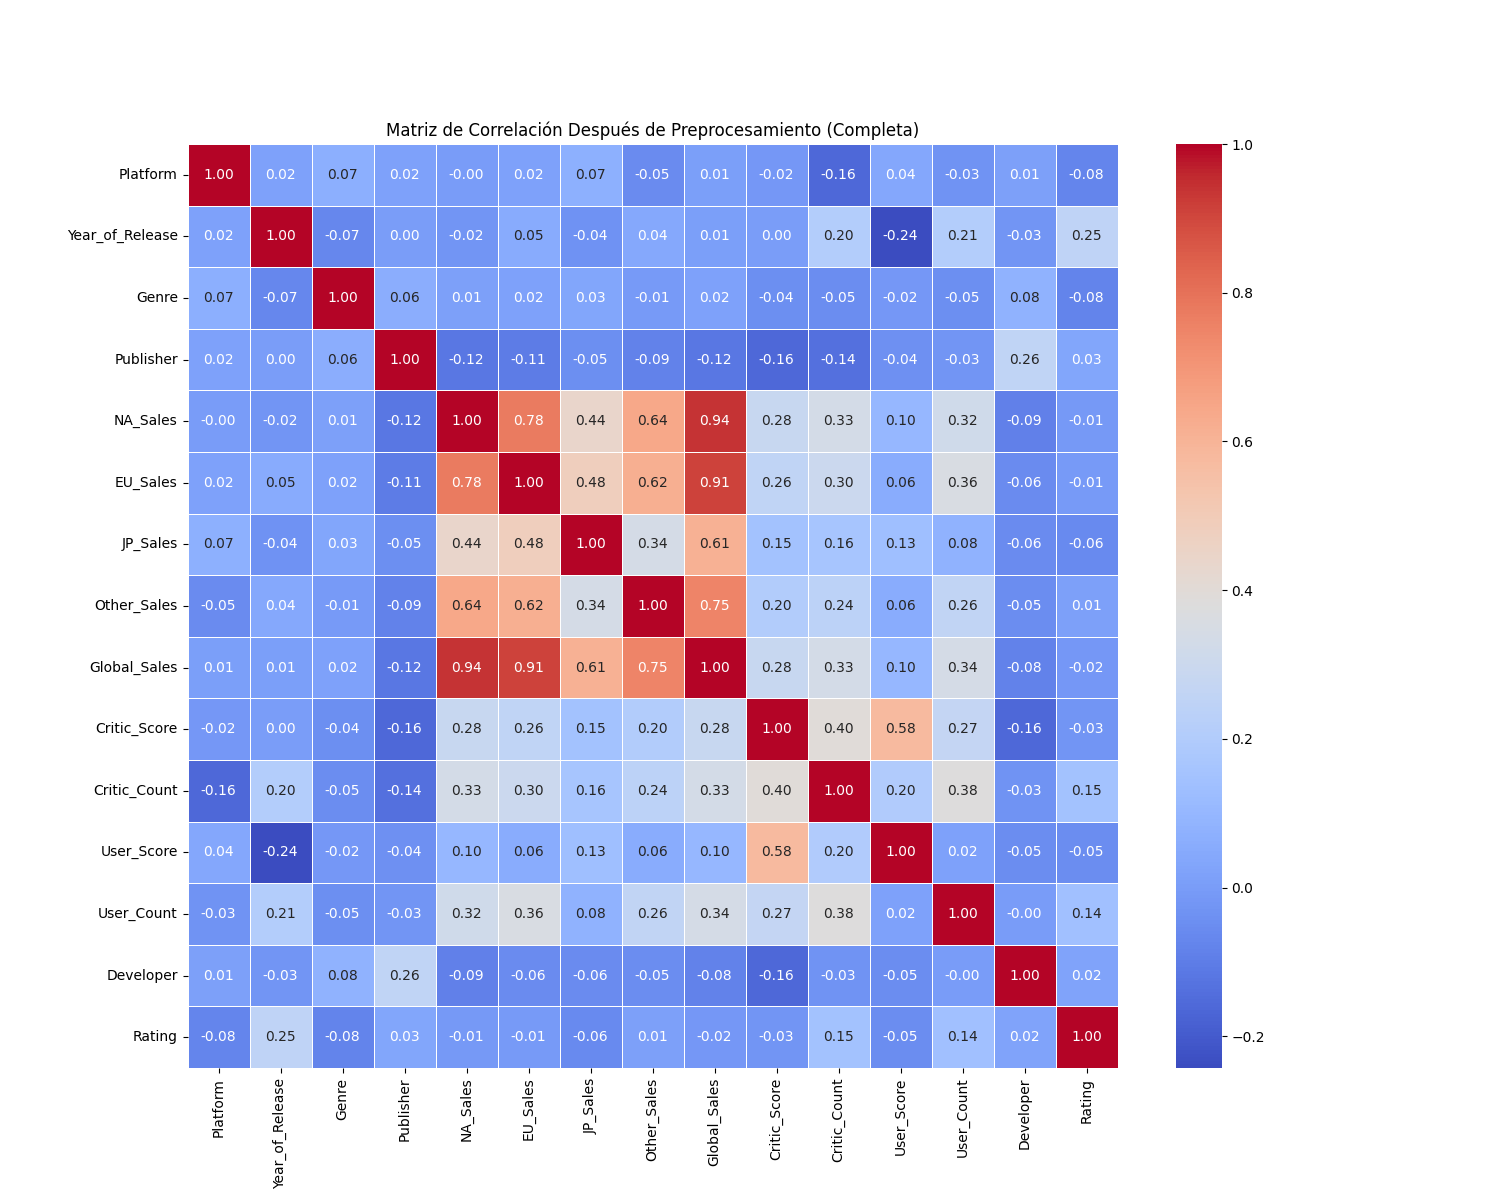 Matriz de Correlación Después de Preprocesamiento (Completa)
Platform 1.00 0.02 0.07 0.02 -0.00 0.02 0.07 -0.05 0.01 -0.02 -0.16 0.04 -0.03 0.01 -0.08
Year_of_Release 0.02 1.00 -0.07 0.00 -0.02 0.05 -0.04 0.04 0.01 0.00 0.20 -0.24 0.21 -0.03 0.25
Genre 0.07 -0.07 1.00 0.06 0.01 0.02 0.03 -0.01 0.02 -0.04 -0.05 -0.02 -0.05 0.08 -0.08
Publisher 0.02 0.00 0.06 1.00 -0.12 -0.11 -0.05 -0.09 -0.12 -0.16 -0.14 -0.04 -0.03 0.26 0.03
NA_Sales -0.00 -0.02 0.01 -0.12 1.00 0.78 0.44 0.64 0.94 0.28 0.33 0.10 0.32 -0.09 -0.01
EU_Sales 0.02 0.05 0.02 -0.11 0.78 1.00 0.48 0.62 0.91 0.26 0.30 0.06 0.36 -0.06 -0.01
JP_Sales 0.07 -0.04 0.03 -0.05 0.44 0.48 1.00 0.34 0.61 0.15 0.16 0.13 0.08 -0.06 -0.06
Other_Sales -0.05 0.04 -0.01 -0.09 0.64 0.62 0.34 1.00 0.75 0.20 0.24 0.06 0.26 -0.05 0.01
Global_Sales 0.01 0.01 0.02 -0.12 0.94 0.91 0.61 0.75 1.00 0.28 0.33 0.10 0.34 -0.08 -0.02
Critic_Score -0.02 0.00 -0.04 -0.16 0.28 0.26 0.15 0.20 0.28 1.00 0.40 0.58 0.27 -0.16 -0.03
Critic_Count -0.16 0.20 -0.05 -0.14 0.33 0.30 0.16 0.24 0.33 0.40 1.00 0.20 0.38 -0.03 0.15
User_Score 0.04 -0.24 -0.02 -0.04 0.10 0.06 0.13 0.06 0.10 0.58 0.20 1.00 0.02 -0.05 -0.05
User_Count -0.03 0.21 -0.05 -0.03 0.32 0.36 0.08 0.26 0.34 0.27 0.38 0.02 1.00 -0.00 0.14
Developer 0.01 -0.03 0.08 0.26 -0.09 -0.06 -0.06 -0.05 -0.08 -0.16 -0.03 -0.05 -0.00 1.00 0.02
Rating -0.08 0.25 -0.08 0.03 -0.01 -0.01 -0.06 0.01 -0.02 -0.03 0.15 -0.05 0.14 0.02 1.00
Platform
Year_of_Release
Genre
Publisher
NA_Sales
EU_Sales
JP_Sales
Other_Sales
Global_Sales
Critic_Score
Critic_Count
User_Score
User_Count
Developer
Rating
1.0
0.8
0.6
0.4
0.2
0.0
−0.2